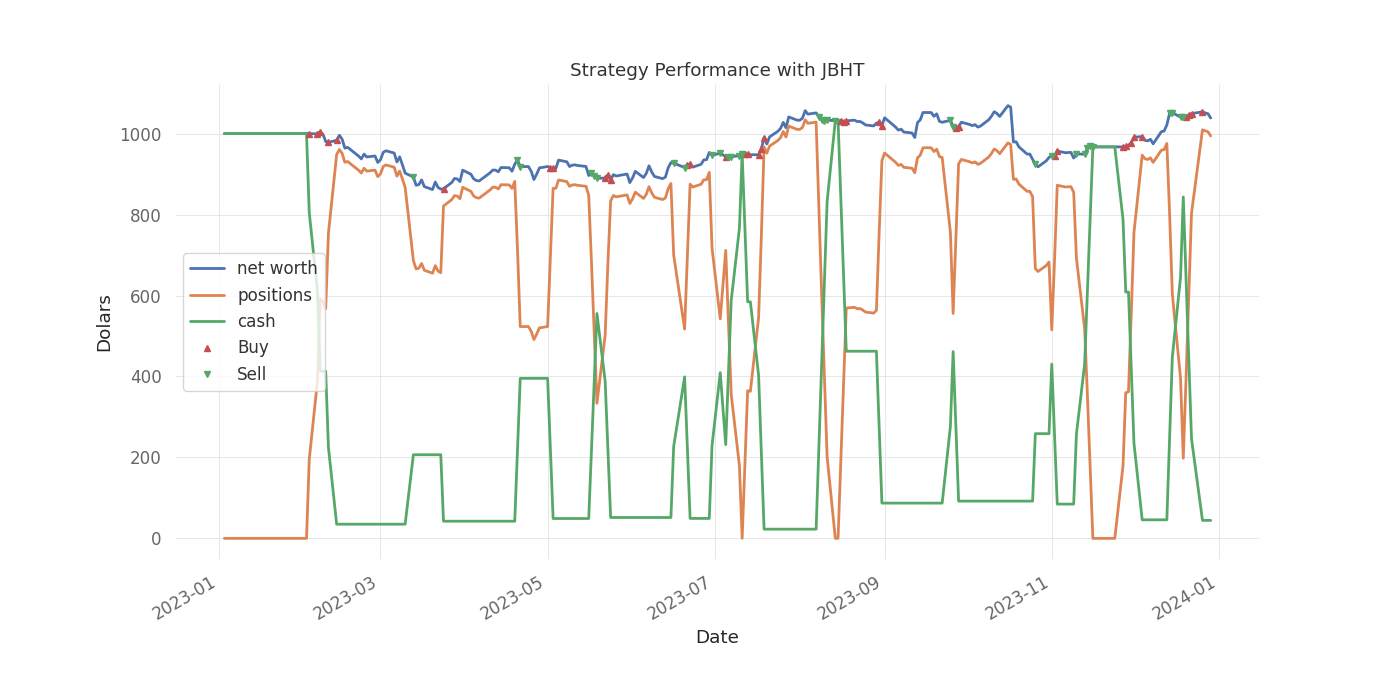 Strategy Performance with JBHT
Dolars
1000
800
600
400
200
0
net worth
positions
cash
Buy
Sell
2023-01
2023-03
2023-05
2023-07
2023-09
2023-11
2024-01
Date